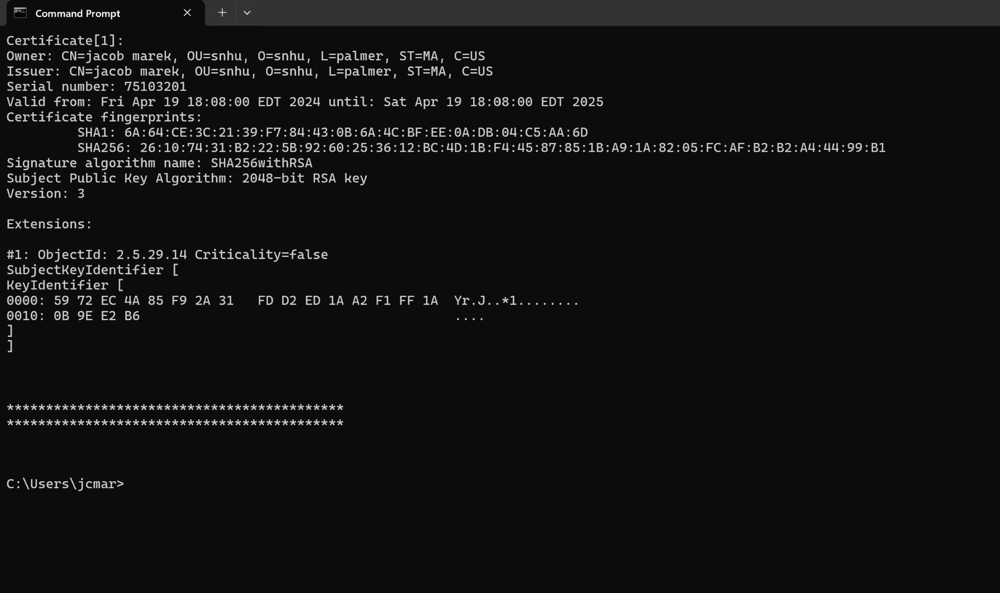 Command Prompt
Certificate[1]:
Owner: CN=jacob marek, OU=snhu, O=snhu, L=palmer, ST=MA, C=US
Issuer: CN=jacob marek, OU=snhu, O=snhu, L=palmer, ST=MA, C=US
Serial number: 75103201
Valid from: Fri Apr 19 18:08:00 EDT 2024 until: Sat Apr 19 18:08:00 EDT 2025
Certificate fingerprints:
         SHA1: 6A:64:CE:3C:21:39:F7:84:43:0B:6A:4C:BF:EE:0A:DB:04:C5:AA:6D
         SHA256: 26:10:74:31:B2:22:5B:92:60:25:36:12:BC:4D:1B:F4:45:87:85:1B:A9:1A:82:05:FC:AF:B2:B2:A4:44:99:B1
Signature algorithm name: SHA256withRSA
Subject Public Key Algorithm: 2048-bit RSA key
Version: 3
Extensions:
#1: ObjectId: 2.5.29.14 Criticality=false
SubjectKeyIdentifier [
KeyIdentifier [
0000: 59 72 EC 4A 85 F9 2A 31   FD D2 ED 1A A2 F1 FF 1A  Yr.J..*1........
0010: 0B 9E E2 B6                                        ....
]
]
*******************************************
*******************************************
C:\Users\jcmar>